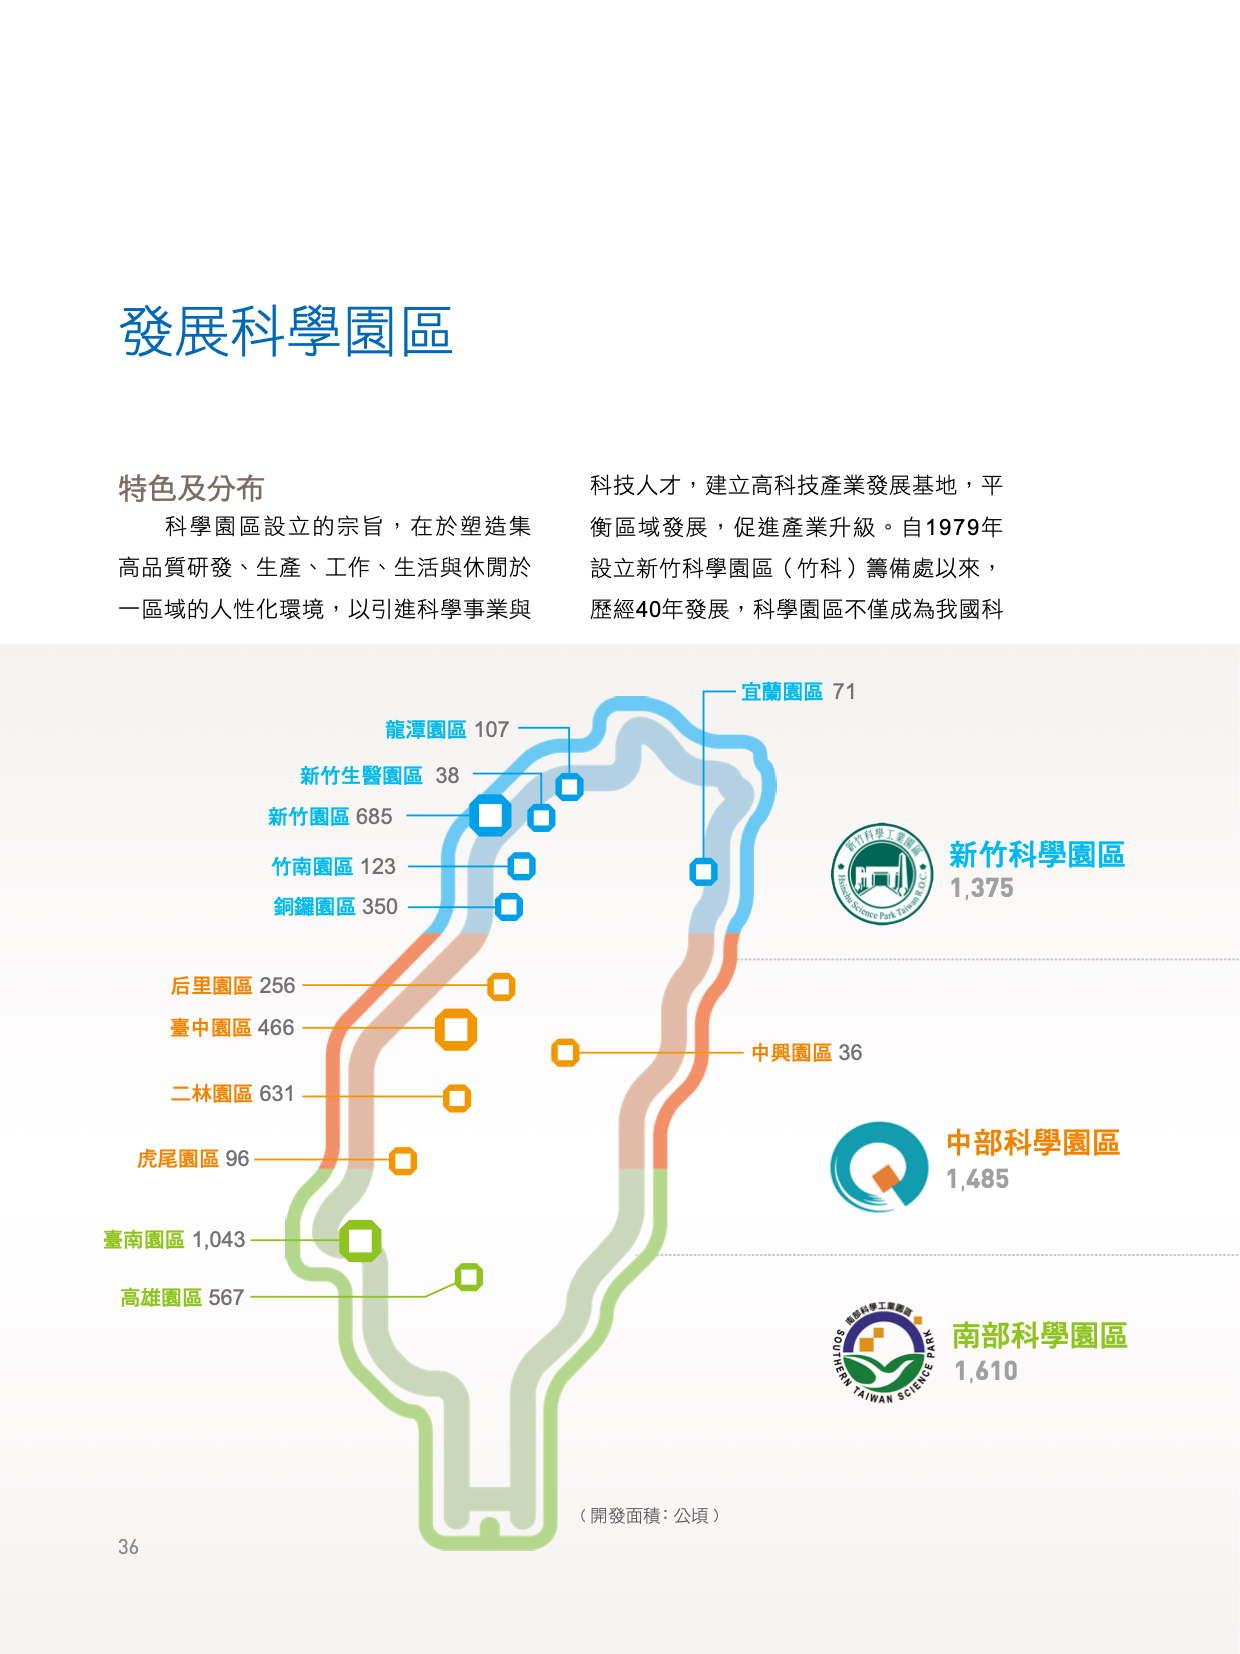 發展科學園區
特色及分布
科學園區設立的宗旨，在於塑造集
高品質研發、生產、工作、生活與休閒於
一區域的人性化環境，以引進科學事業與
科技人才，建立高科技產業發展基地，平
衡區域發展，促進產業升級。自1979年
設立新竹科學園區（竹科）籌備處以來，
歷經40年發展，科學園區不僅成為我國科
宜蘭園區 71
龍潭園區 107
新竹生醫園區 38
新竹園區 685
竹南園區 123
銅鑼園區 350
新竹科學工業園區
Hsinchu Science Park Taiwan R.O.C.
新竹科學園區
1,375
后里園區 256
臺中園區 466
中興園區 36
二林園區 631
虎尾園區 96
中部科學園區
1,485
臺南園區 1,043
高雄園區 567
南部科學工業園區
SOUTHERN TAIWAN SCIENCE PARK
南部科學園區
1,610
（開發面積：公頃）
36